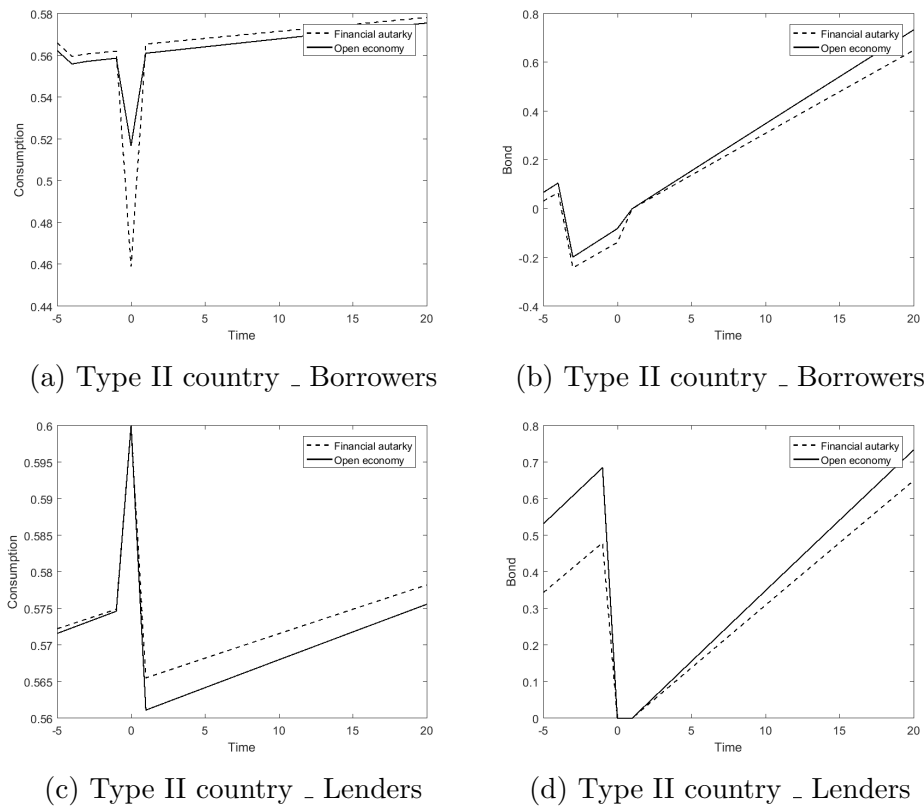 0.58
0.56
0.54
0.52
0.5
0.48
0.46
0.44
Consumption
-5 0 5 10 15 20
Time
Financial autarky
Open economy
0.8
0.6
0.4
0.2
0
-0.2
-0.4
Bond
-5 0 5 10 15 20
Time
Financial autarky
Open economy
(a) Type II country _ Borrowers
(b) Type II country _ Borrowers
0.6
0.595
0.59
0.585
0.58
0.575
0.57
0.565
0.56
Consumption
-5 0 5 10 15 20
Time
Financial autarky
Open economy
0.8
0.7
0.6
0.5
0.4
0.3
0.2
0.1
0
Bond
-5 0 5 10 15 20
Time
Financial autarky
Open economy
(c) Type II country _ Lenders
(d) Type II country _ Lenders